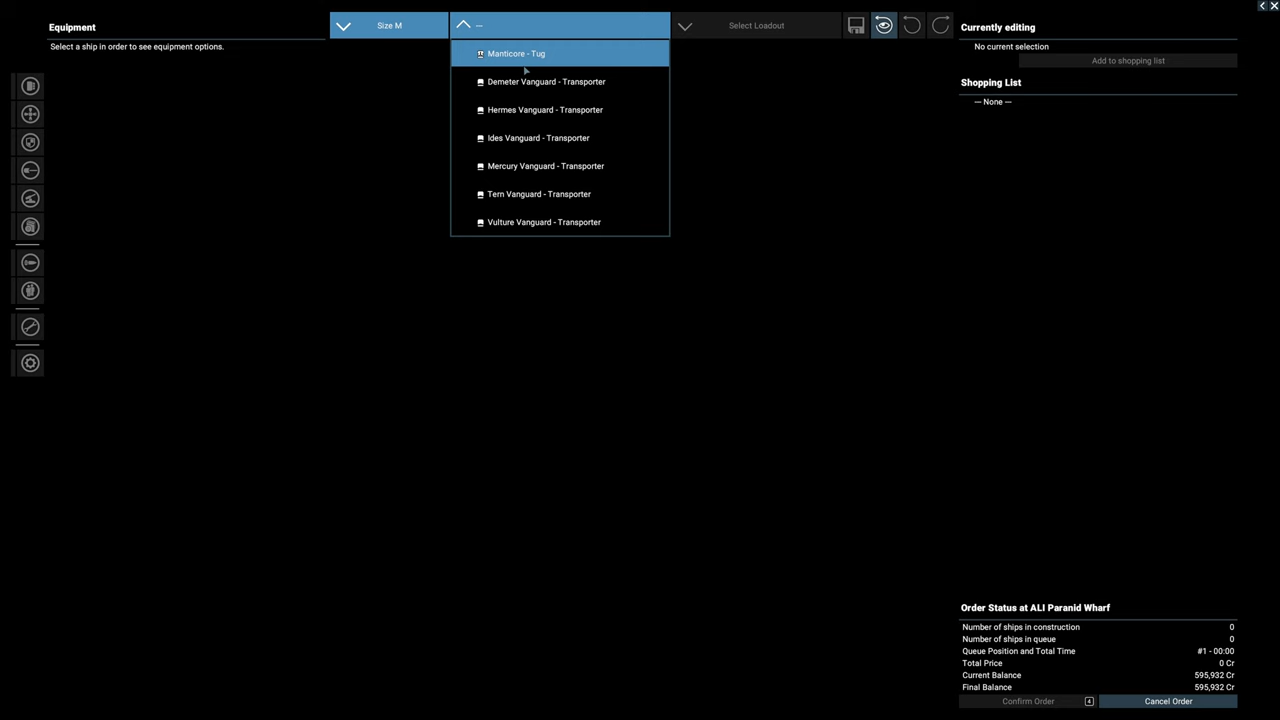 Equipment
Select a ship in order to see equipment options.
Size M
—
Select Loadout
Manticore - Tug
Demeter Vanguard - Transporter
Hermes Vanguard - Transporter
Ides Vanguard - Transporter
Mercury Vanguard - Transporter
Tern Vanguard - Transporter
Vulture Vanguard - Transporter
Currently editing
No current selection
Add to shopping list
Shopping List
— None —
Order Status at ALI Paranid Wharf
Number of ships in construction 0
Number of ships in queue 0
Queue Position and Total Time #1 - 00:00
Total Price 0 Cr
Current Balance 595,932 Cr
Final Balance 595,932 Cr
Confirm Order 4 Cancel Order